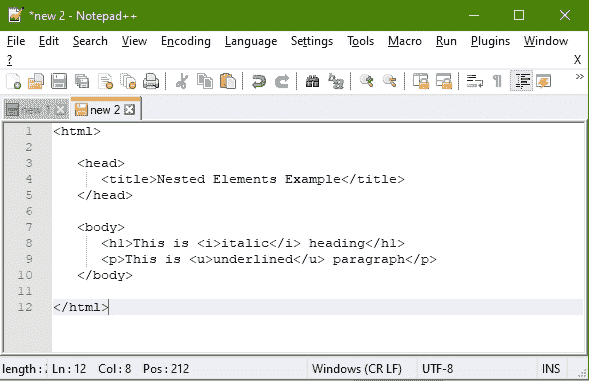 *new 2 - Notepad++
File Edit Search View Encoding Language Settings Tools Macro Run Plugins Window
? X
new 1 new 2
1 <html>
2
3 <head>
4 <title>Nested Elements Example</title>
5 </head>
6
7 <body>
8 <h1>This is <i>italic</i> heading</h1>
9 <p>This is <u>underlined</u> paragraph</p>
10 </body>
11
12 </html>
length : Ln : 12 Col : 8 Pos : 212 Windows (CR LF) UTF-8 INS